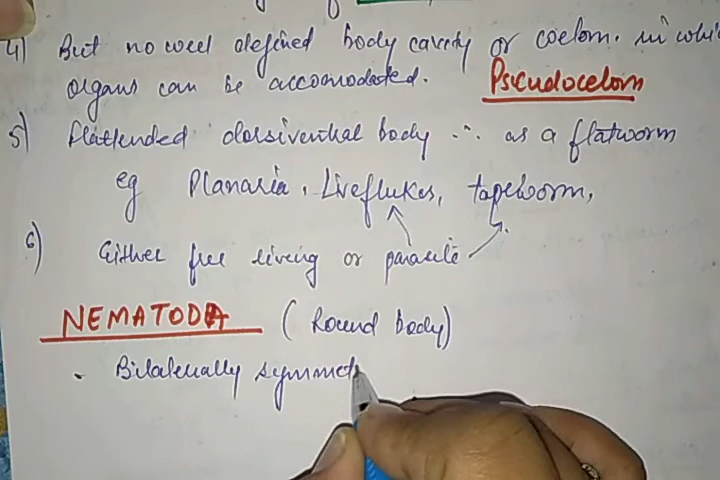 4) But no well defined body cavity or coelom. in whi
organs can be accomodated. Pseudocelom
5) flattended dorsiventral body ∴ as a flatworm
eg Planaria, Liveflukes, tapeworm,
6) Either free living or parasite
NEMATODA (Round body)
• Bilaterally symmet